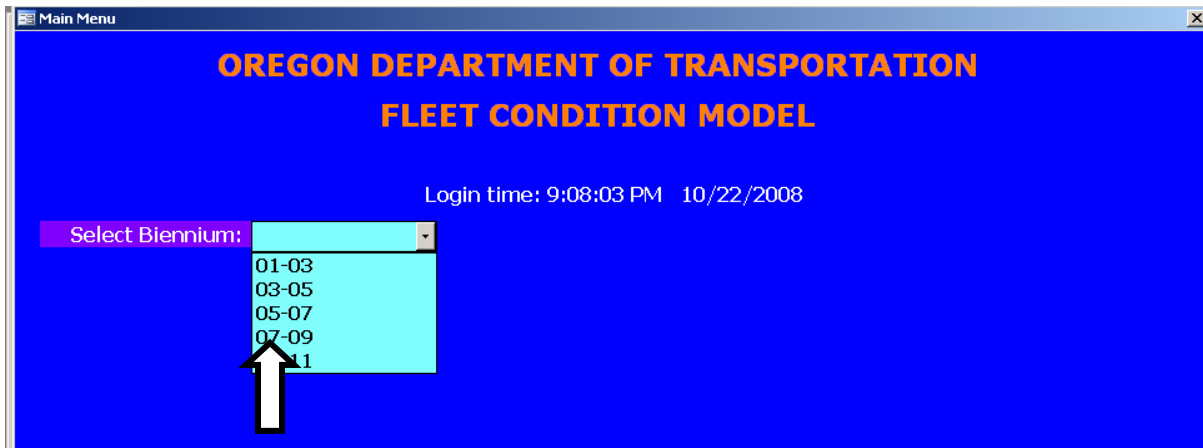 Main Menu
OREGON DEPARTMENT OF TRANSPORTATION
FLEET CONDITION MODEL
Login time: 9:08:03 PM 10/22/2008
Select Biennium:
01-03
03-05
05-07
07-09
11